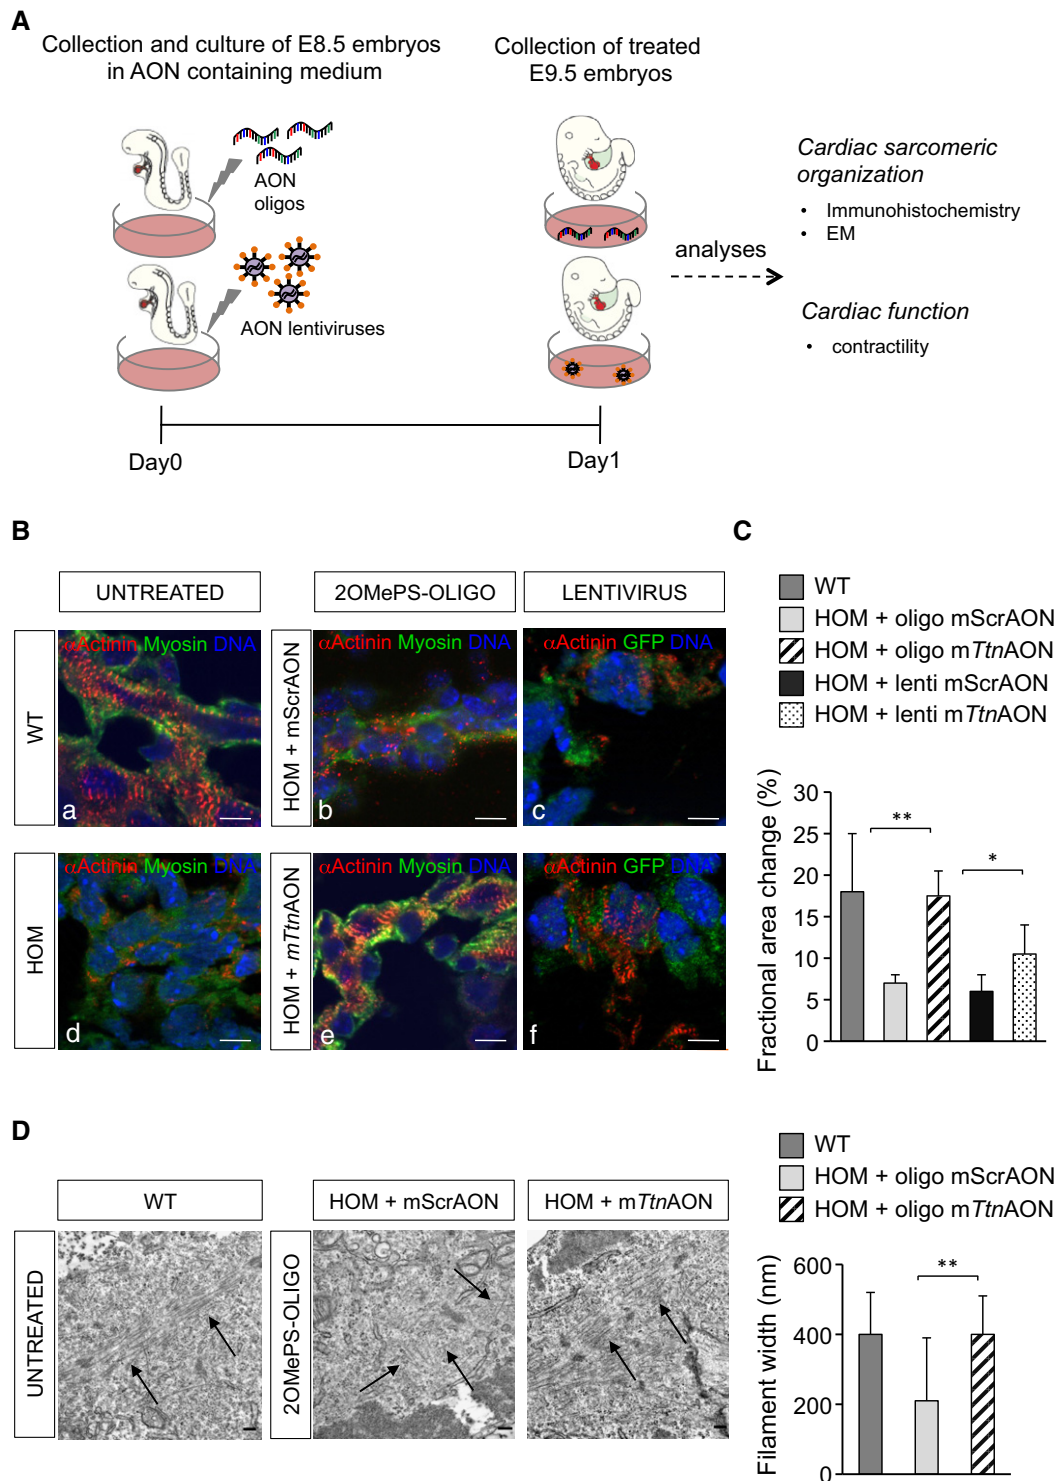 A
Collection and culture of E8.5 embryos
in AON containing medium
Collection of treated
E9.5 embryos
AON
oligos
AON lentiviruses
analyses
Cardiac sarcomeric
organization
• Immunohistochemistry
• EM
Cardiac function
• contractility
Day0
Day1
B
UNTREATED
2OMePS-OLIGO
LENTIVIRUS
WT
αActinin Myosin DNA
a
HOM + mScrAON
αActinin Myosin DNA
b
αActinin GFP DNA
c
HOM
αActinin Myosin DNA
d
HOM + mTtnAON
αActinin Myosin DNA
e
αActinin GFP DNA
f
C
WT
HOM + oligo mScrAON
HOM + oligo mTtnAON
HOM + lenti mScrAON
HOM + lenti mTtnAON
Fractional area change (%)
30
25
20
15
10
5
0
**
*
D
WT
HOM + mScrAON
HOM + mTtnAON
UNTREATED
2OMePS-OLIGO
WT
HOM + oligo mScrAON
HOM + oligo mTtnAON
Filament width (nm)
600
400
200
0
**